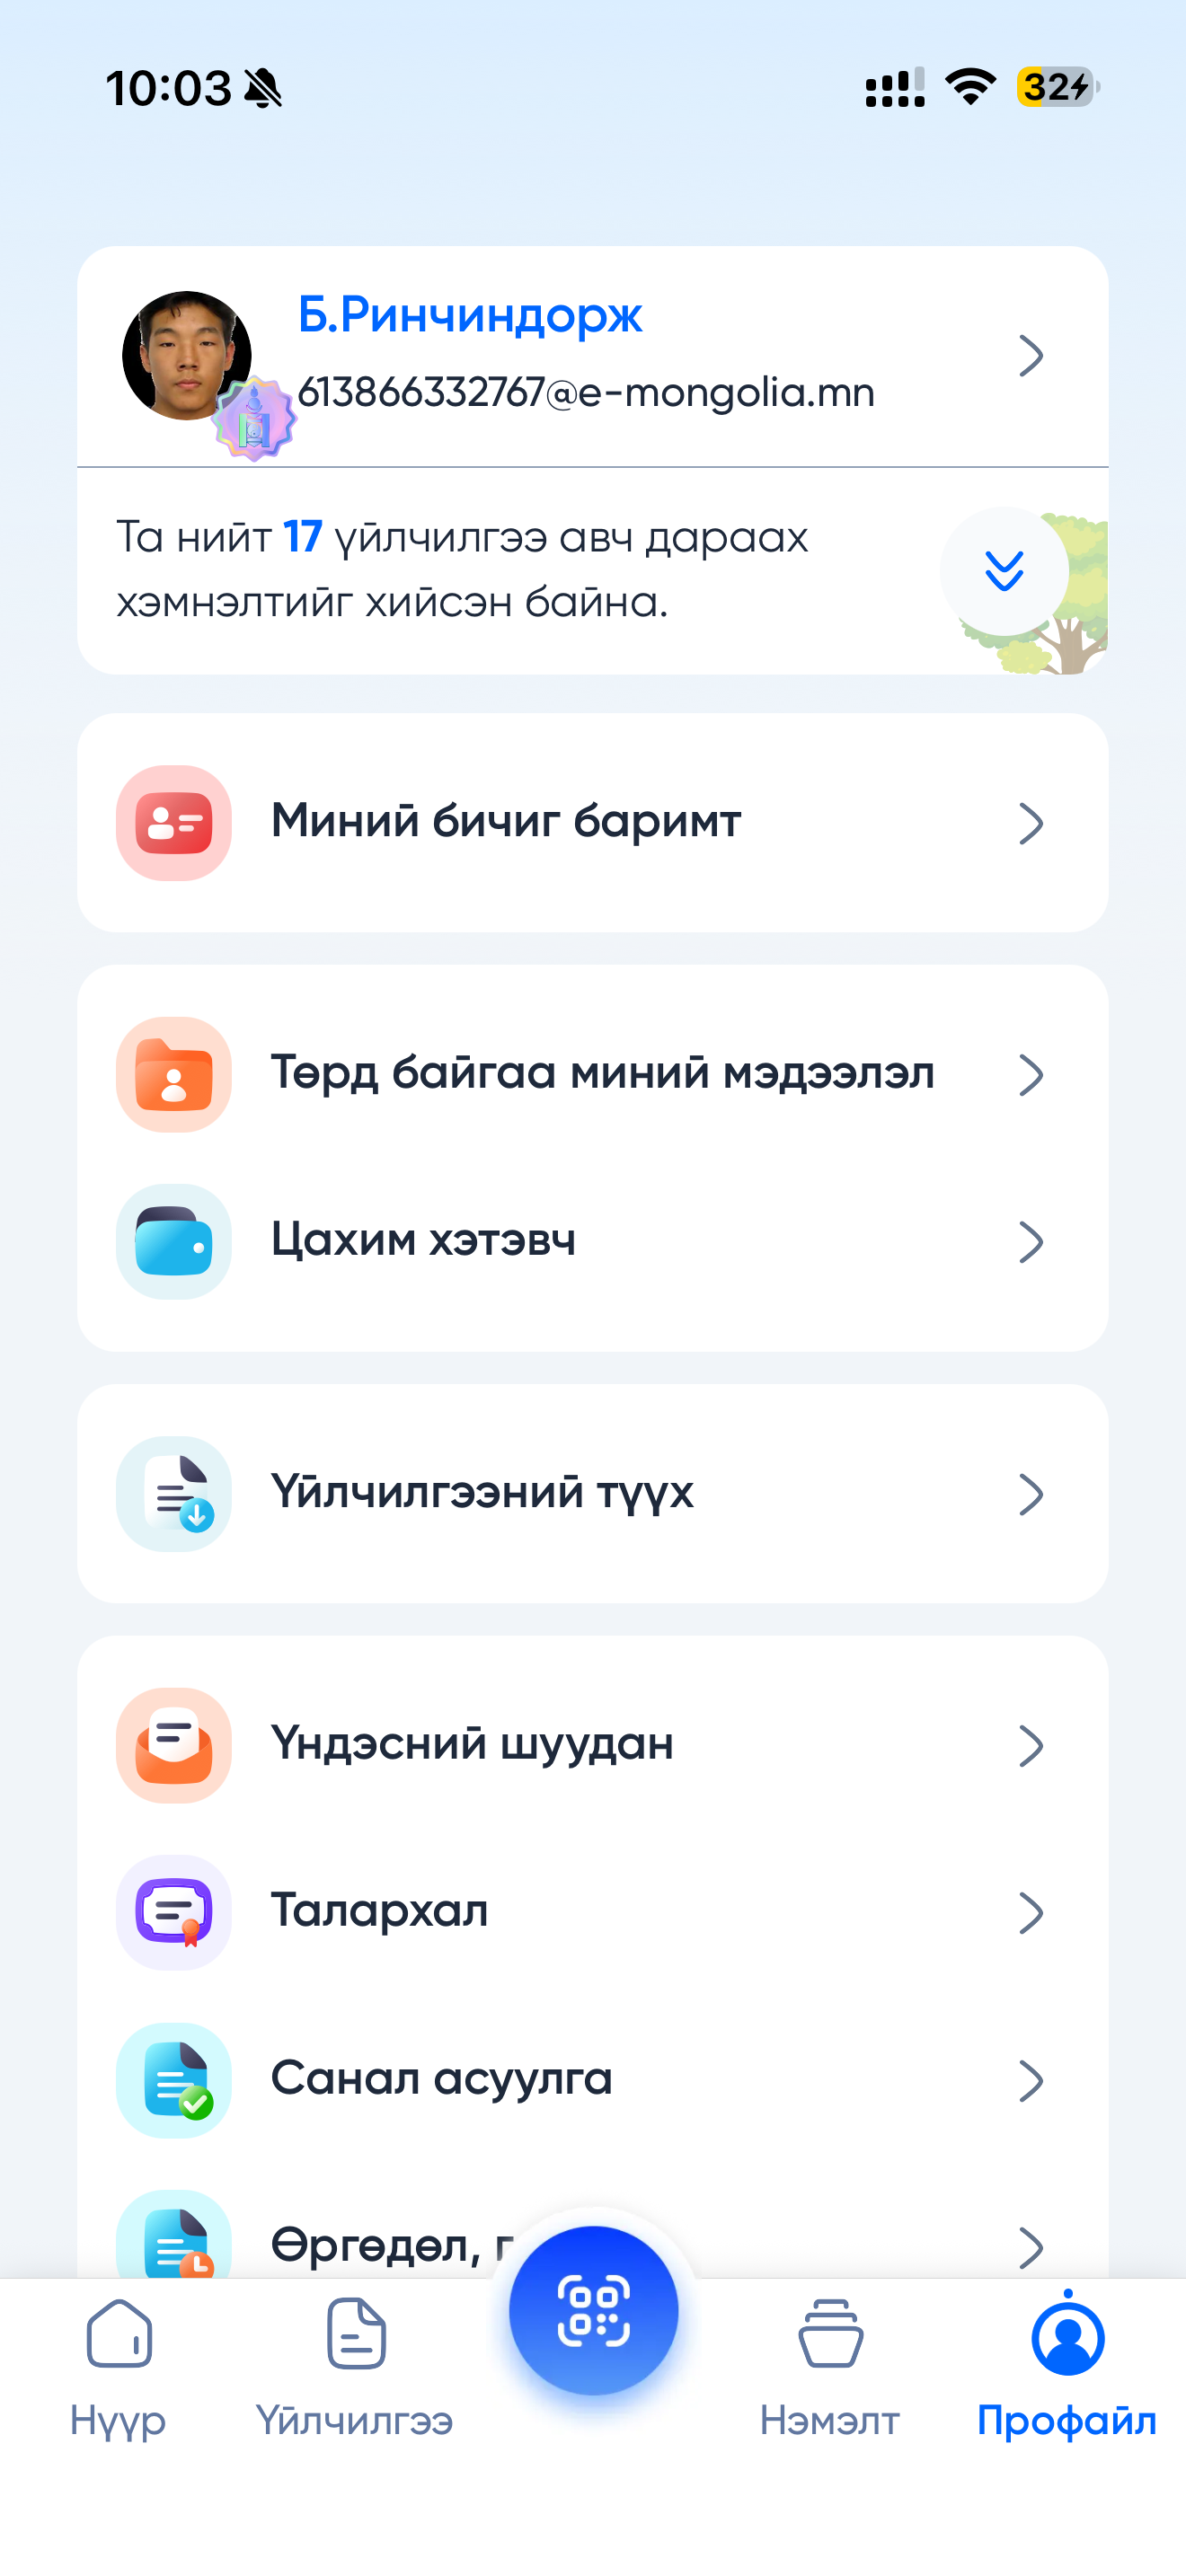 10:03
32
Б.Ринчиндорж
613866332767@e-mongolia.mn
Та нийт 17 үйлчилгээ авч дараах
хэмнэлтийг хийсэн байна.
Миний бичиг баримт
Төрд байгаа миний мэдээлэл
Цахим хэтэвч
Үйлчилгээний түүх
Үндэсний шуудан
Талархал
Санал асуулга
Өргөдөл,
Нүүр
Үйлчилгээ
Нэмэлт
Профайл